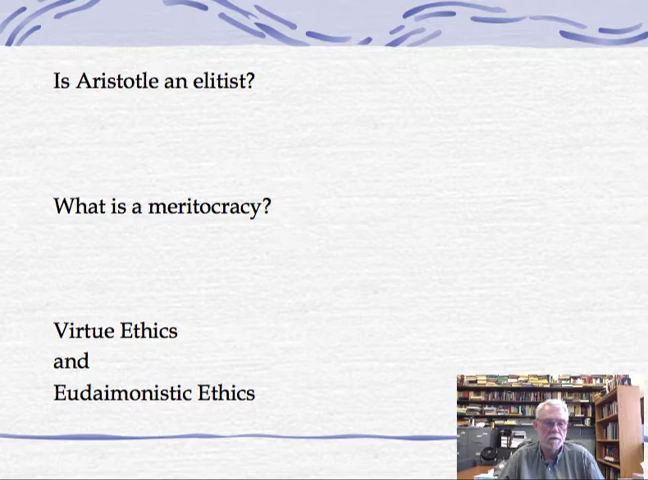 Is Aristotle an elitist?
What is a meritocracy?
Virtue Ethics
and
Eudaimonistic Ethics